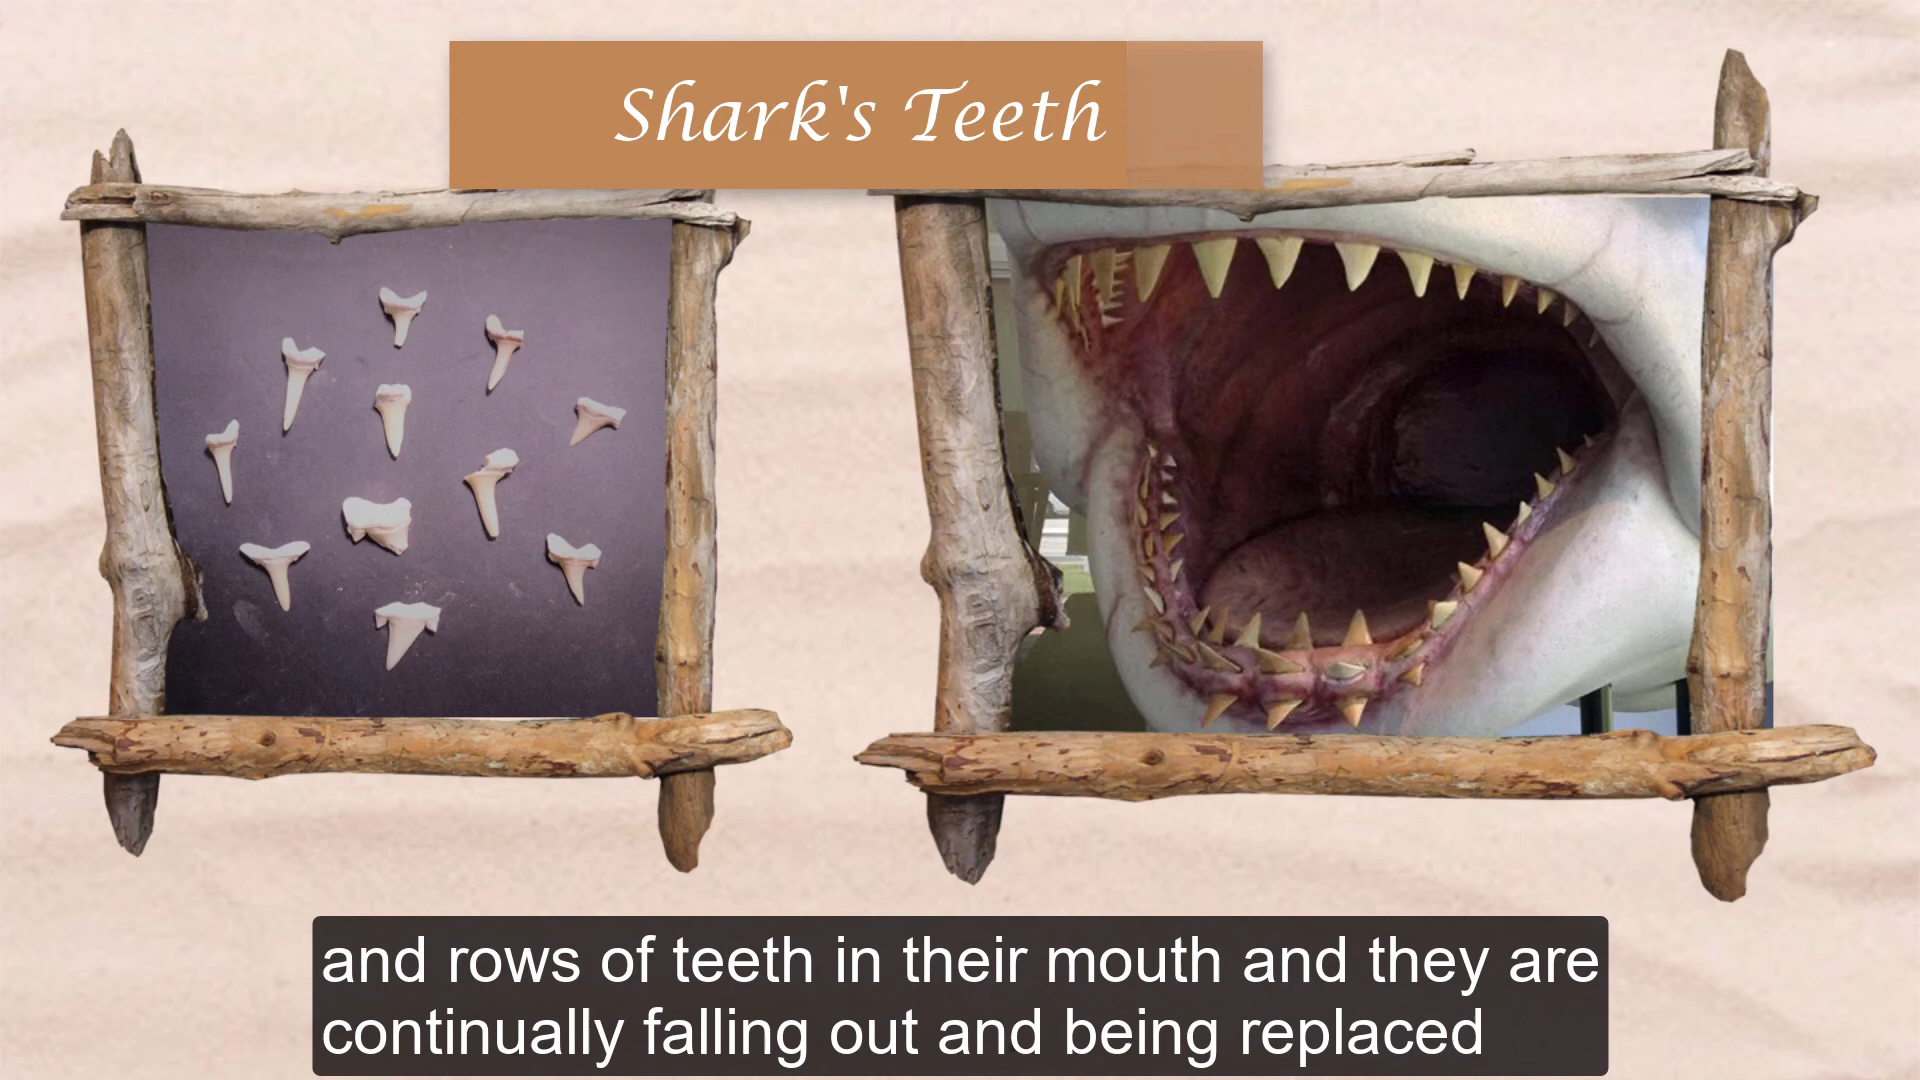 Shark's Teeth
and rows of teeth in their mouth and they are
continually falling out and being replaced